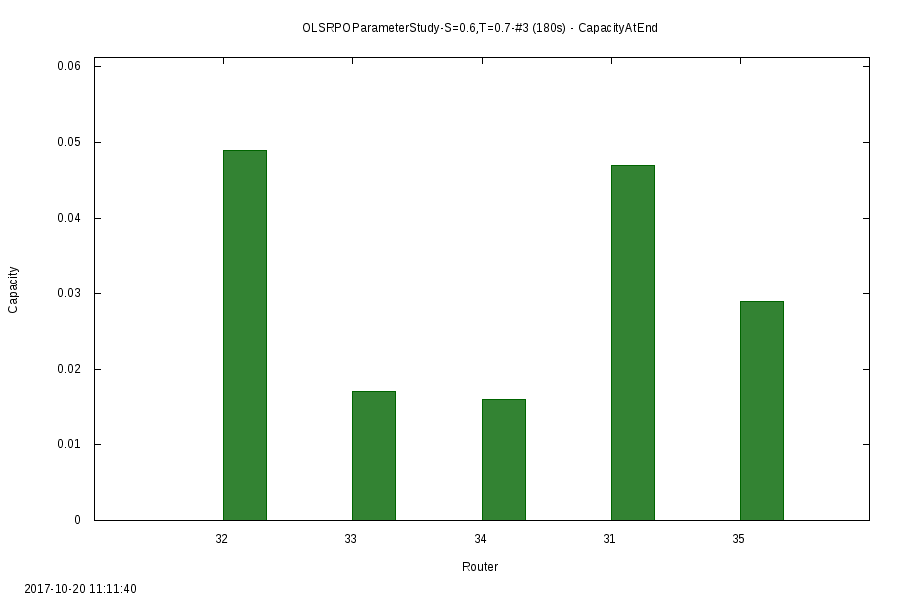 OLSRPOParameterStudy-S=0.6,T=0.7-#3 (180s) - CapacityAtEnd
0.06
0.05
0.04
0.03
0.02
0.01
0
Capacity
32 33 34 31 35
Router
2017-10-20 11:11:40